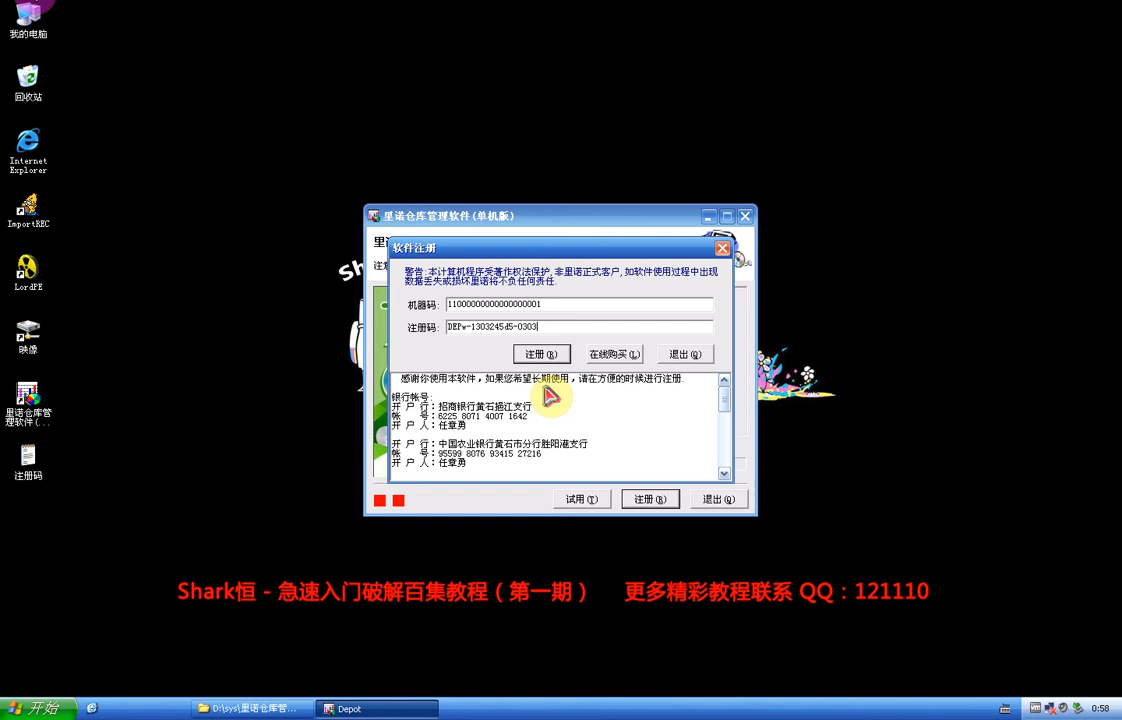 我的电脑
回收站
Internet
Explorer
ImportREC
LordPE
映像
里诺仓库管
理软件(...
注册码
里诺仓库管理软件(单机版)
软件注册
警告:本计算机程序受著作权法保护,非里诺正式客户,如软件使用过程中出现
数据丢失或损坏里诺将不负任何责任.
机器码: 11000000000000000001
注册码: DEPw-1303245d5-0303
注册(R) 在线购买(L) 退出(Q)
感谢你使用本软件，如果您希望长期使用，请在方便的时候进行注册.
银行帐号:
开 户 行：招商银行黄石挹江支行
帐 号：6225 8071 4007 1642
开 户 人：任章勇
开 户 行：中国农业银行黄石市分行胜阳港支行
帐 号：95599 8076 93415 27216
开 户 人：任章勇
试用(T) 注册(R) 退出(Q)
Shark恒 - 急速入门破解百集教程（第一期） 更多精彩教程联系 QQ：121110
开始
D:\sys\里诺仓库管...
Depot
0:58